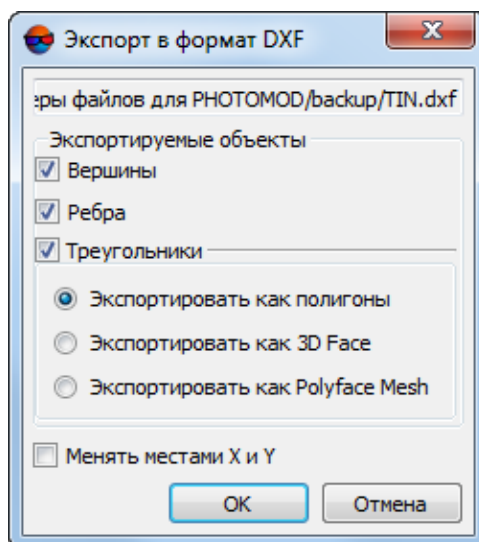 Экспорт в формат DXF
еры файлов для PHOTOMOD/backup/TIN.dxf
Экспортируемые объекты
Вершины
Ребра
Треугольники
Экспортировать как полигоны
Экспортировать как 3D Face
Экспортировать как Polyface Mesh
Менять местами X и Y
OK Отмена